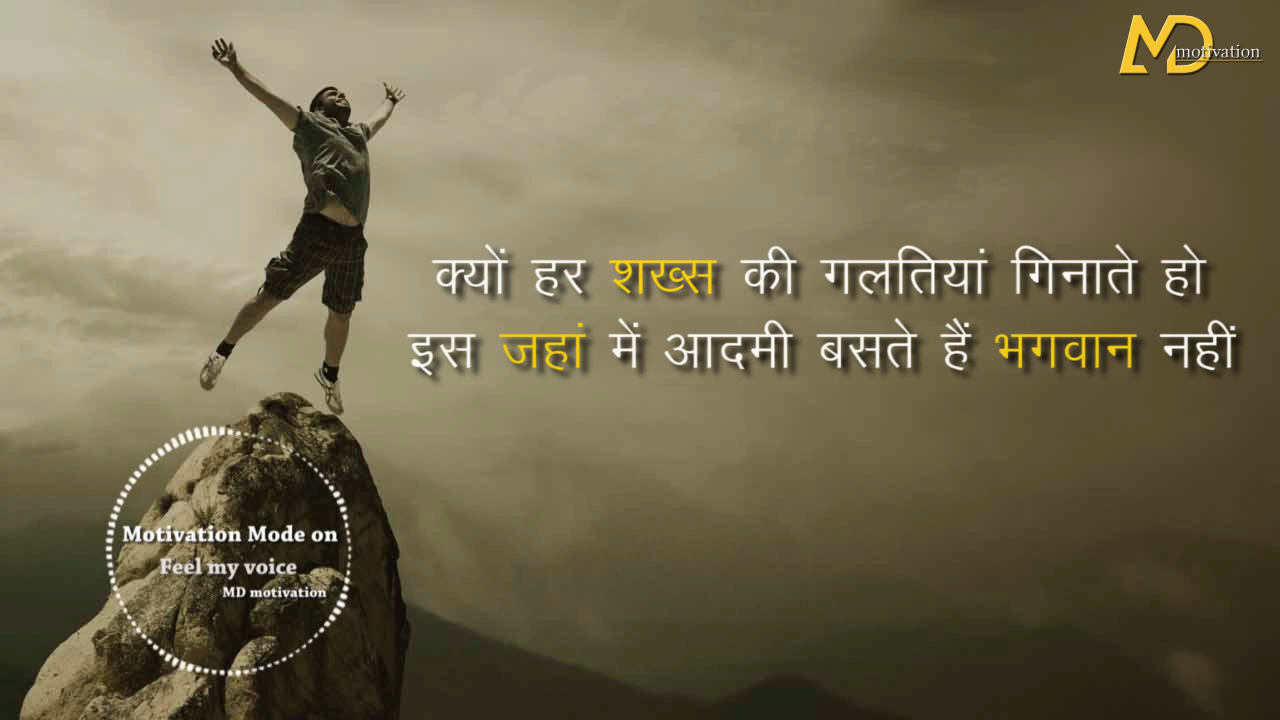 MD motivation
क्यों हर शख्स की गलतियां गिनाते हो
इस जहां में आदमी बसते हैं भगवान नहीं
Motivation Mode on
Feel my voice
MD motivation